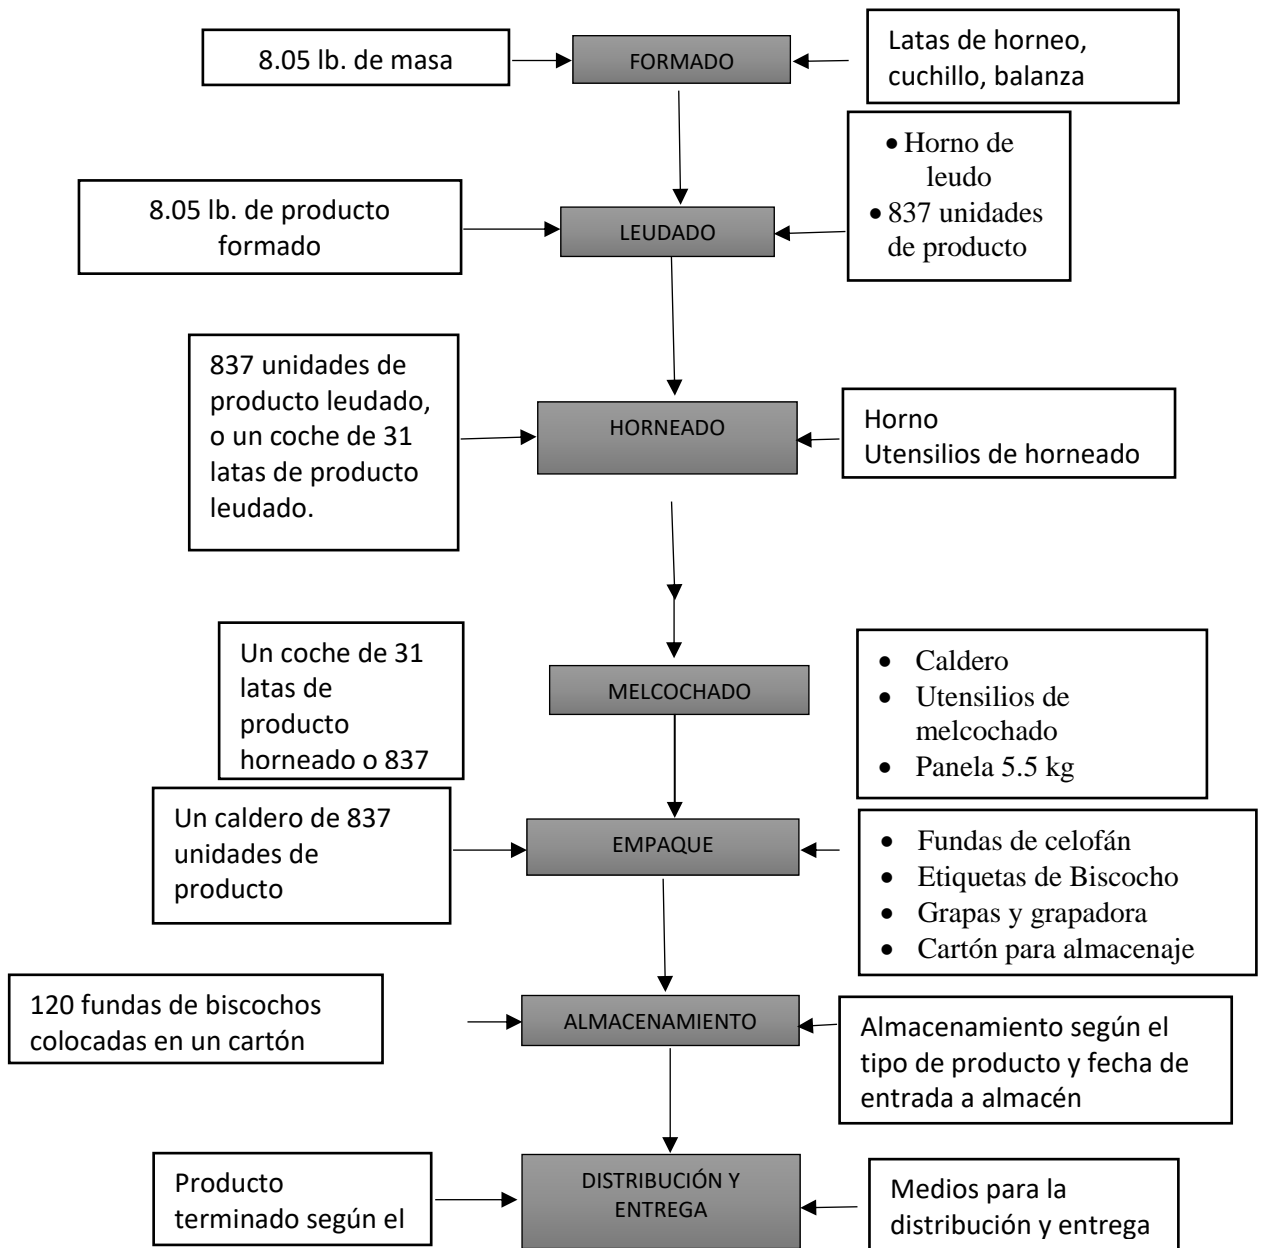 8.05 lb. de masa
FORMADO
Latas de horneo,
cuchillo, balanza
8.05 lb. de producto
formado
LEUDADO
• Horno de
leudo
• 837 unidades
de producto
837 unidades de
producto leudado,
o un coche de 31
latas de producto
leudado.
HORNEADO
Horno
Utensilios de horneado
Un coche de 31
latas de
producto
horneado o 837
MELCOCHADO
• Caldero
• Utensilios de
melcochado
• Panela 5.5 kg
Un caldero de 837
unidades de
producto
EMPAQUE
• Fundas de celofán
• Etiquetas de Biscocho
• Grapas y grapadora
• Cartón para almacenaje
120 fundas de biscochos
colocadas en un cartón
ALMACENAMIENTO
Almacenamiento según el
tipo de producto y fecha de
entrada a almacén
Producto
terminado según el
DISTRIBUCIÓN Y
ENTREGA
Medios para la
distribución y entrega